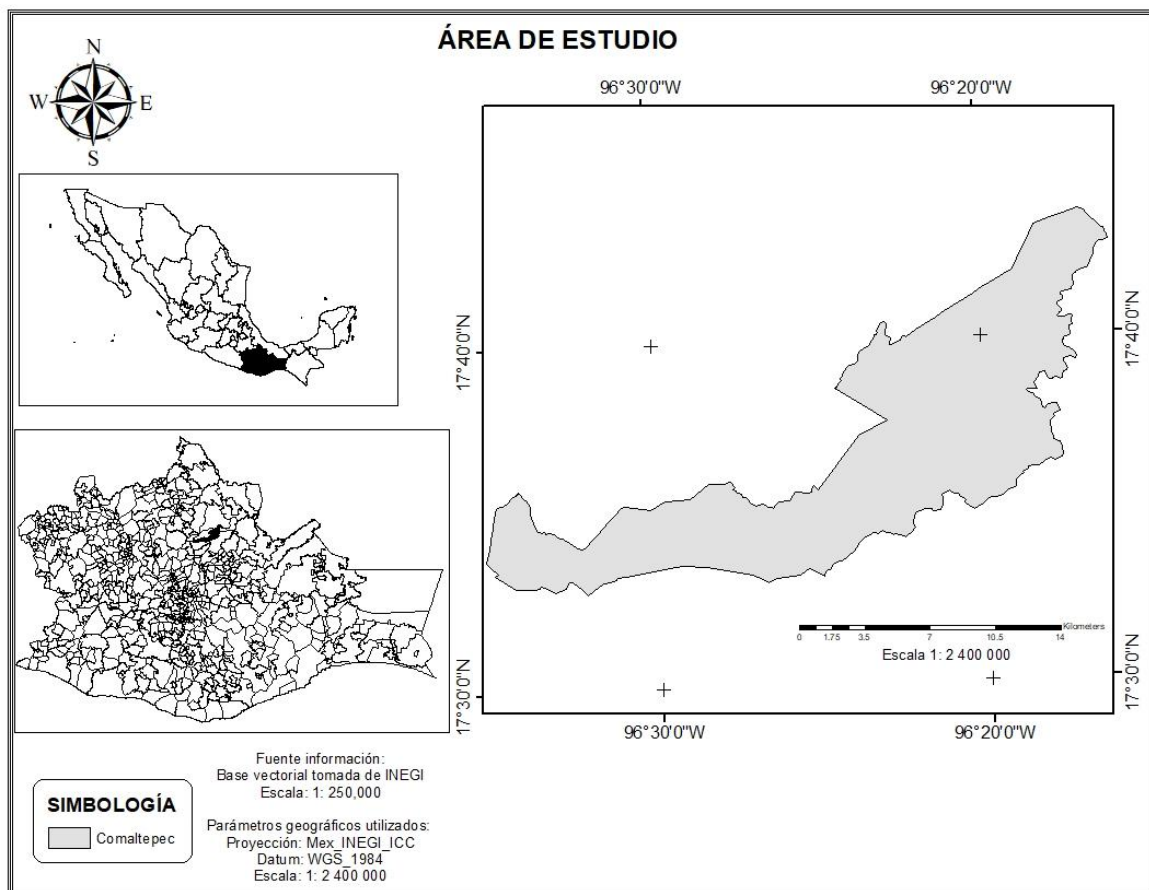 ÁREA DE ESTUDIO
N
W E
S
96°30'0"W 96°20'0"W
17°40'0"N
17°40'0"N
17°30'0"N
17°30'0"N
Kilometers
0 1.75 3.5 7 10.5 14
Escala 1: 2 400 000
96°30'0"W 96°20'0"W
SIMBOLOGÍA
Comaltepec
Fuente información:
Base vectorial tomada de INEGI
Escala: 1: 250,000
Parámetros geográficos utilizados:
Proyección: Mex_INEGI_ICC
Datum: WGS_1984
Escala: 1: 2 400 000